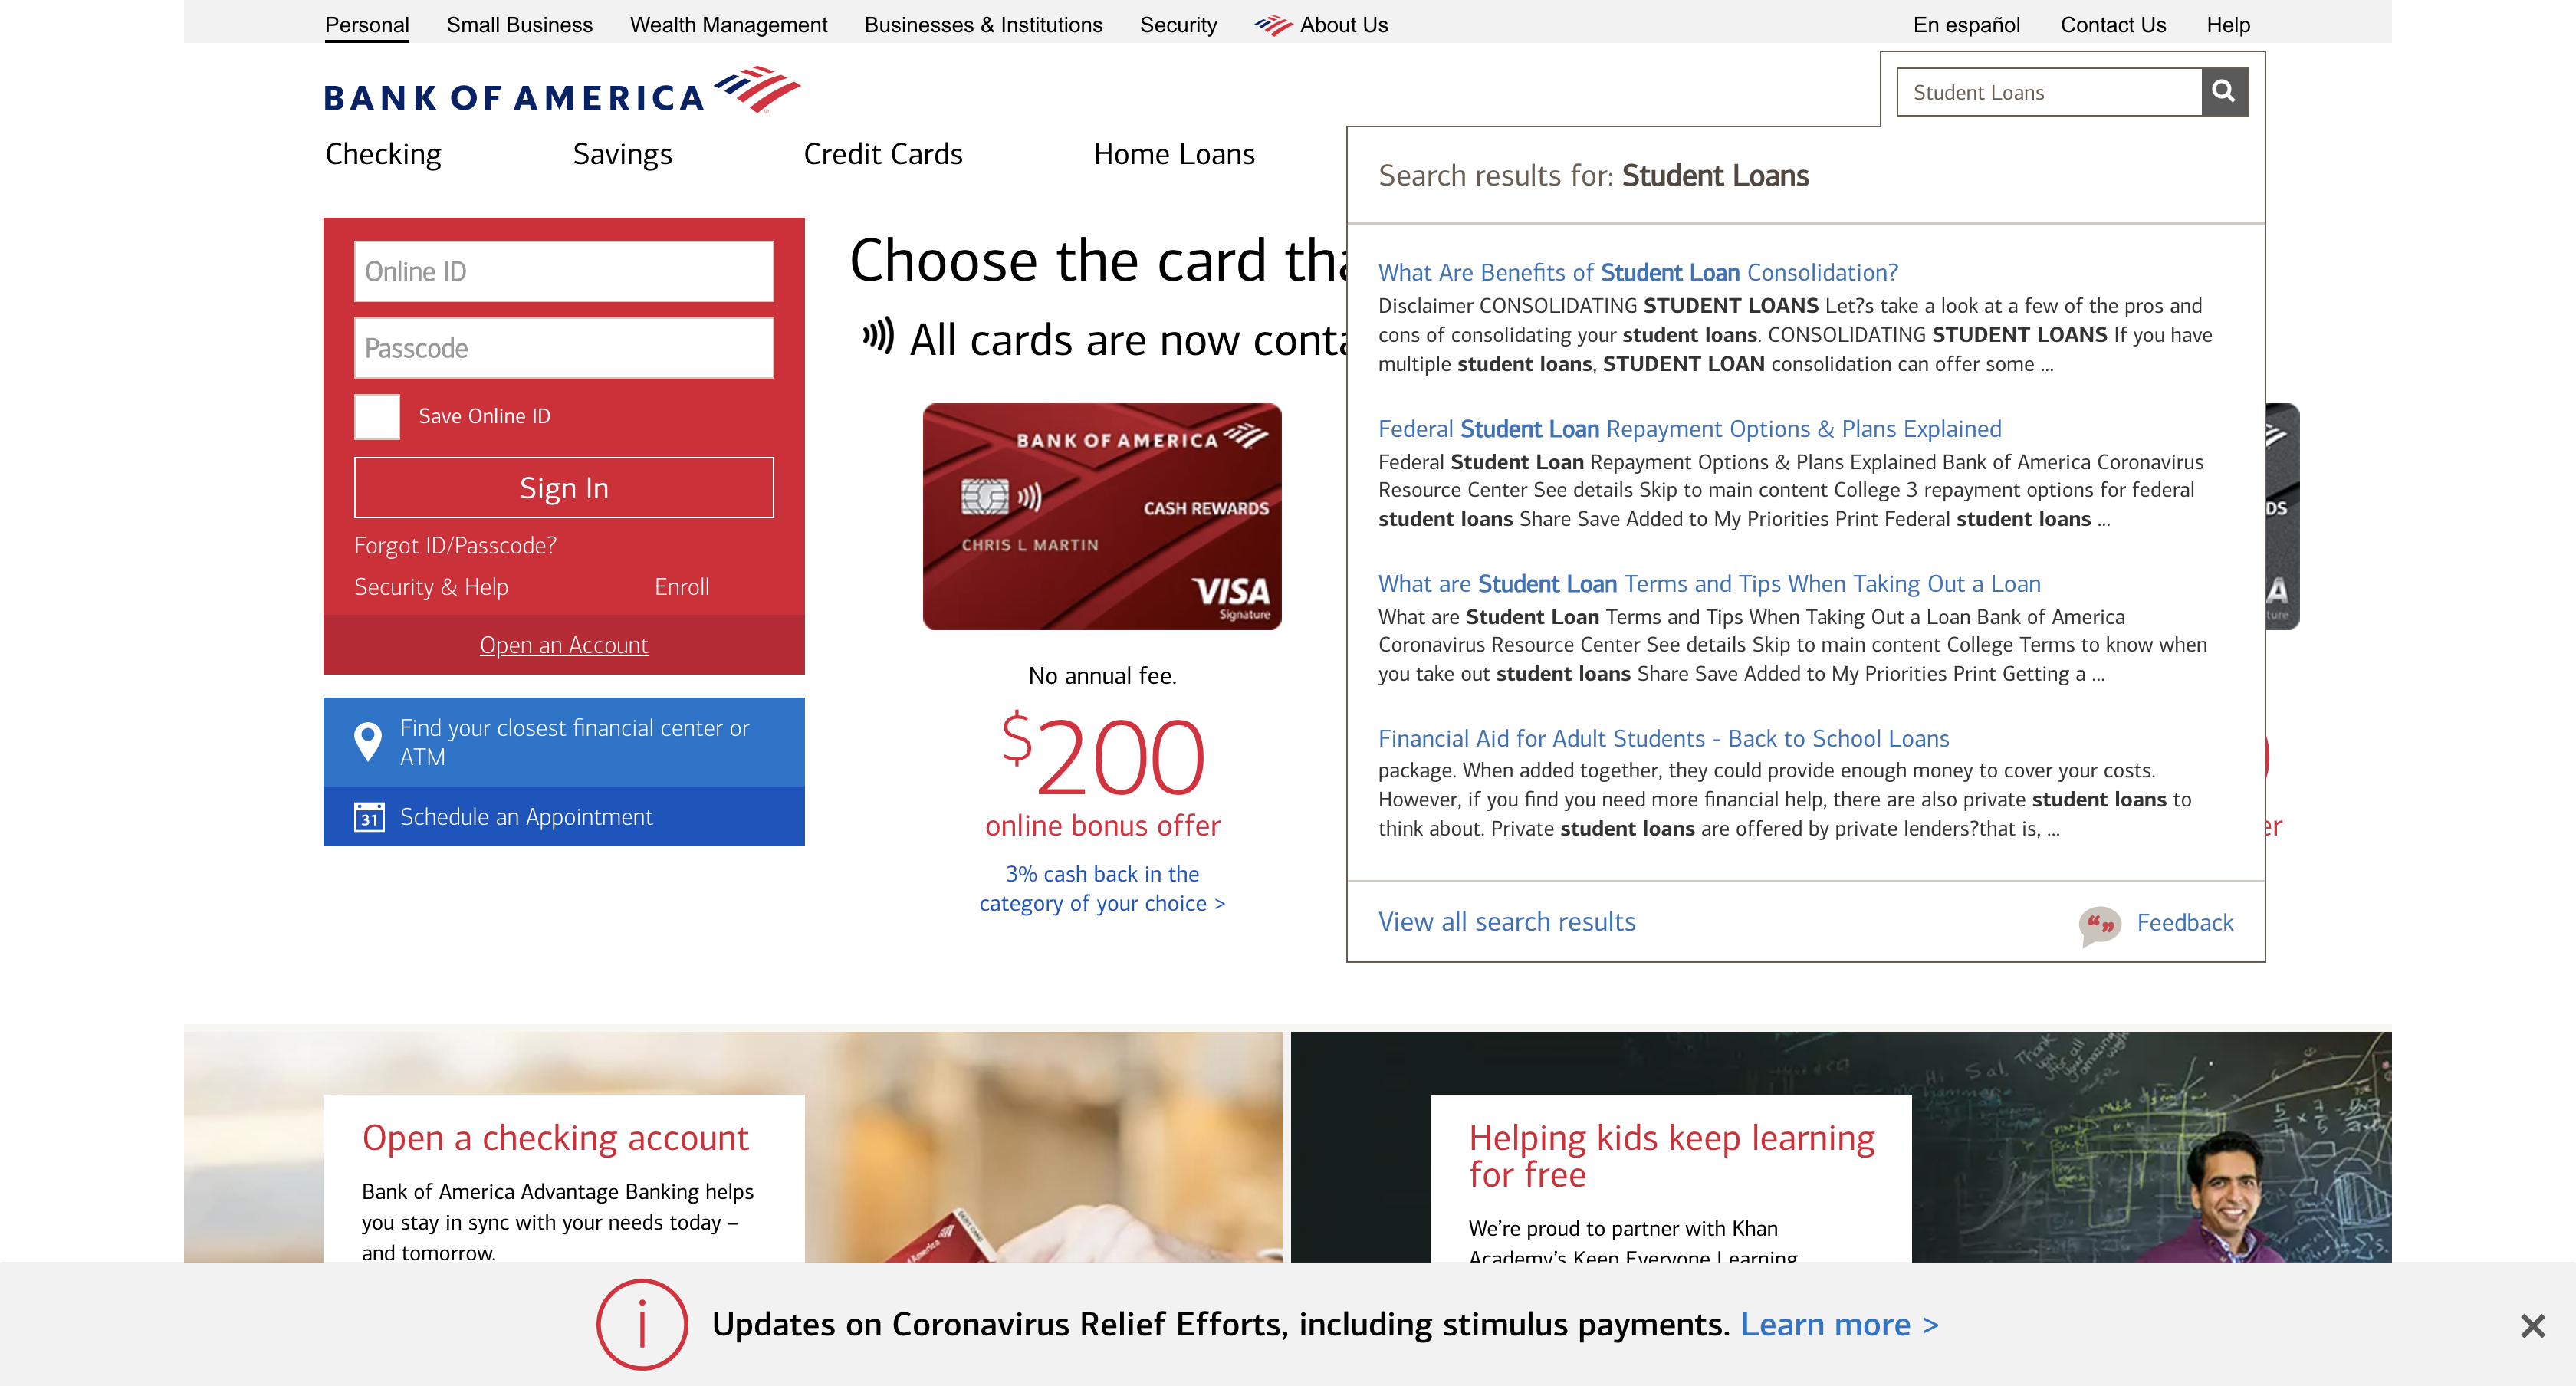 Personal Small Business Wealth Management Businesses & Institutions Security About Us En español Contact Us Help
BANK OF AMERICA
Student Loans
Checking Savings Credit Cards Home Loans
Online ID
Passcode
Save Online ID
Sign In
Forgot ID/Passcode?
Security & Help Enroll
Open an Account
Find your closest financial center or
ATM
31
Schedule an Appointment
Choose the card tha
All cards are now conta
BANK OF AMERICA
CASH REWARDS
CHRIS L MARTIN
VISA
Signature
No annual fee.
$200
online bonus offer
3% cash back in the
category of your choice >
Search results for: Student Loans
What Are Benefits of Student Loan Consolidation?
Disclaimer CONSOLIDATING STUDENT LOANS Let?s take a look at a few of the pros and
cons of consolidating your student loans. CONSOLIDATING STUDENT LOANS If you have
multiple student loans, STUDENT LOAN consolidation can offer some ...
Federal Student Loan Repayment Options & Plans Explained
Federal Student Loan Repayment Options & Plans Explained Bank of America Coronavirus
Resource Center See details Skip to main content College 3 repayment options for federal
student loans Share Save Added to My Priorities Print Federal student loans ...
What are Student Loan Terms and Tips When Taking Out a Loan
What are Student Loan Terms and Tips When Taking Out a Loan Bank of America
Coronavirus Resource Center See details Skip to main content College Terms to know when
you take out student loans Share Save Added to My Priorities Print Getting a ...
Financial Aid for Adult Students - Back to School Loans
package. When added together, they could provide enough money to cover your costs.
However, if you find you need more financial help, there are also private student loans to
think about. Private student loans are offered by private lenders?that is, ...
View all search results
Feedback
DS
A
ture
er
Open a checking account
Bank of America Advantage Banking helps
you stay in sync with your needs today –
and tomorrow.
Helping kids keep learning
for free
We’re proud to partner with Khan
Academy’s Keep Everyone Learning
Hi Sal,
Thank
you for all
your amazing
Updates on Coronavirus Relief Efforts, including stimulus payments. Learn more >